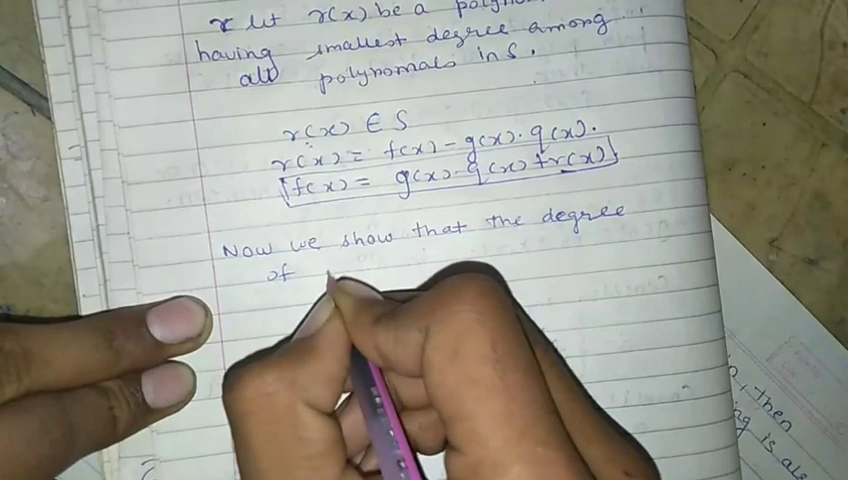 r let r(x) be a
having smallest degree among
all polynomials in S.
r(x) ∈ S
r(x) = f(x) - g(x). q(x).
f(x) = g(x). q(x) + r(x)
Now we show that the degree
of
n, then
ng is als